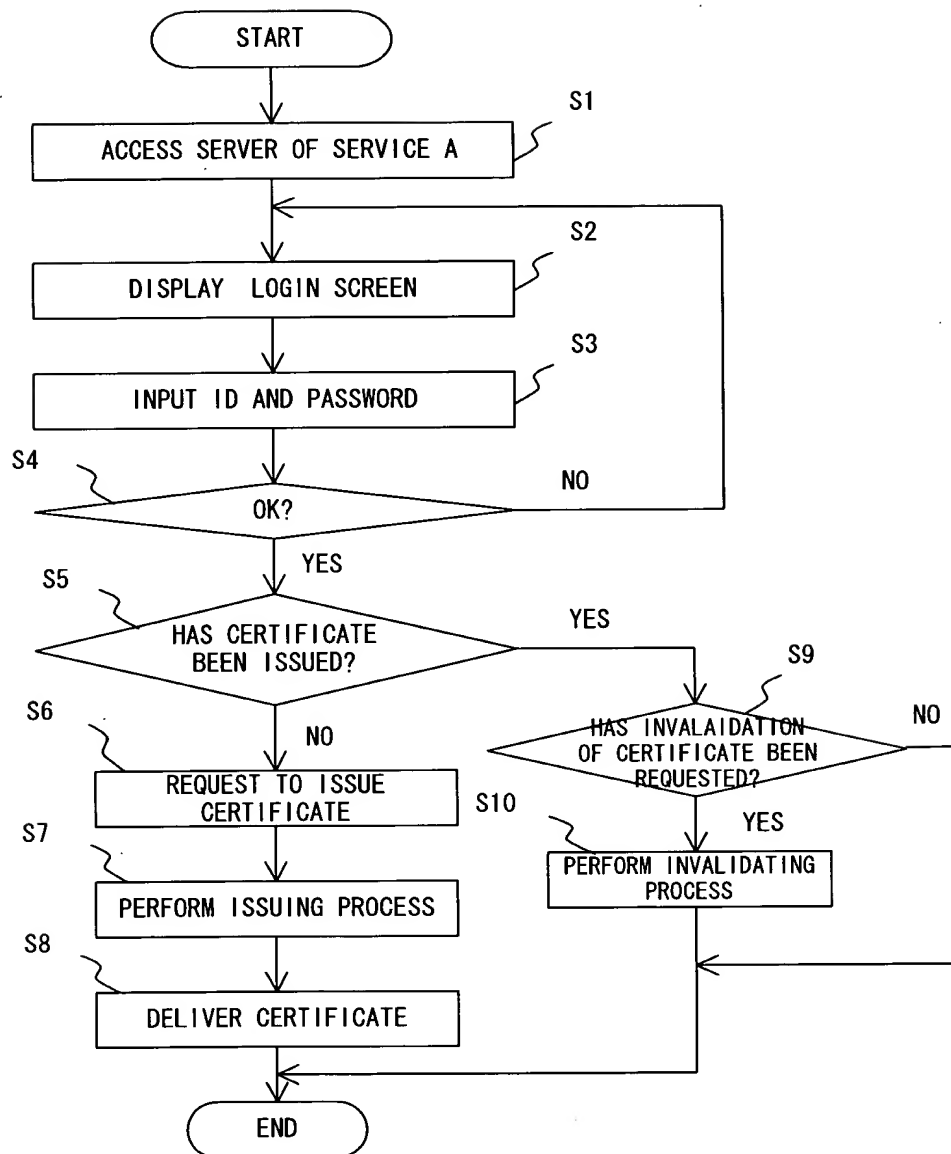 START
S1
ACCESS SERVER OF SERVICE A
S2
DISPLAY LOGIN SCREEN
S3
INPUT ID AND PASSWORD
S4
NO
OK?
YES
S5
YES
HAS CERTIFICATE
BEEN ISSUED?
S9
S6
NO
NO
HAS INVALAIDATION
OF CERTIFICATE BEEN
REQUESTED?
REQUEST TO ISSUE
CERTIFICATE
S10
YES
S7
PERFORM INVALIDATING
PROCESS
PERFORM ISSUING PROCESS
S8
DELIVER CERTIFICATE
END